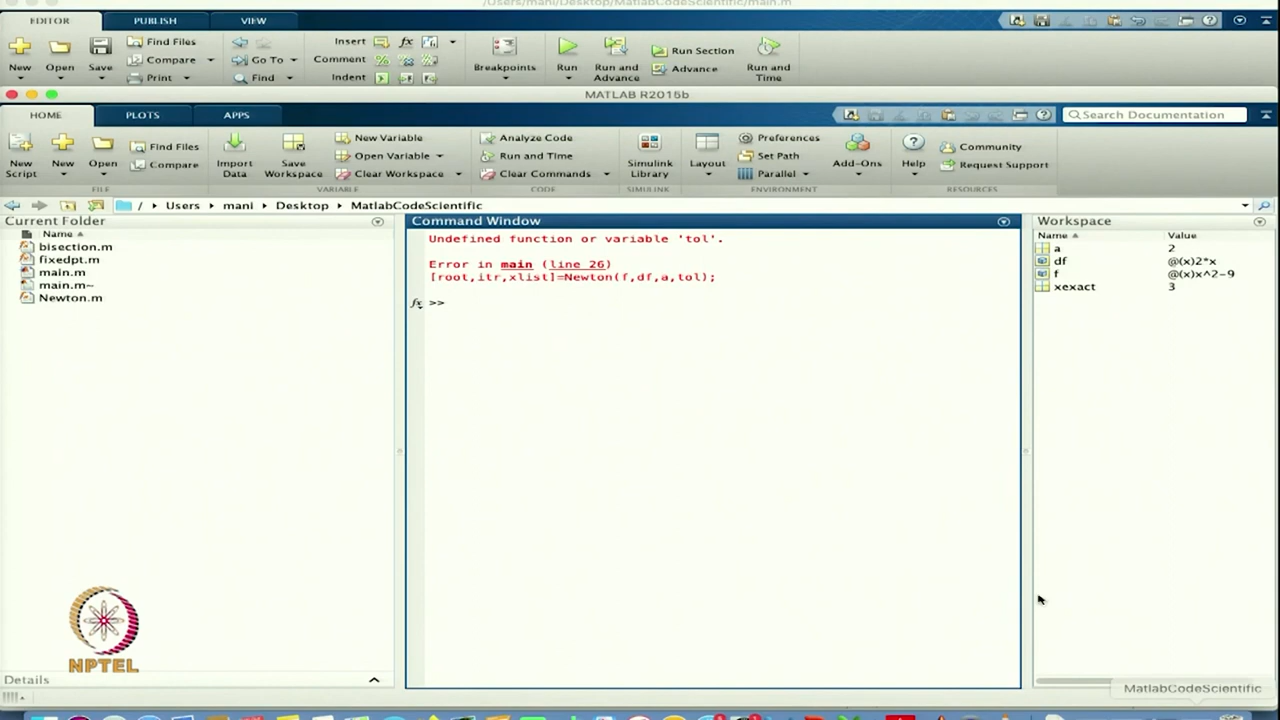 /Users/mani/Desktop/MatlabCodeScientific/main.m
EDITOR PUBLISH VIEW
New Open Save Find Files Compare Print
Go To Find
Insert fx Comment Indent
Breakpoints Run Run and Advance Run Section Advance Run and Time
MATLAB R2015b
HOME PLOTS APPS Search Documentation
New Script New Open Find Files Compare
FILE
Import Data Save Workspace New Variable Open Variable Clear Workspace
VARIABLE
Analyze Code Run and Time Clear Commands
CODE
Simulink Library
SIMULINK
Layout Preferences Set Path Parallel Add-Ons
ENVIRONMENT
Help Community Request Support
RESOURCES
/ Users mani Desktop MatlabCodeScientific
Current Folder
Name
bisection.m
fixedpt.m
main.m
main.m~
Newton.m
Details
NPTEL
Command Window
Undefined function or variable 'tol'.
Error in main (line 26)
[root,itr,xlist]=Newton(f,df,a,tol);
fx >>
Workspace
Name Value
a 2
df @(x)2*x
f @(x)x^2-9
xexact 3
MatlabCodeScientific